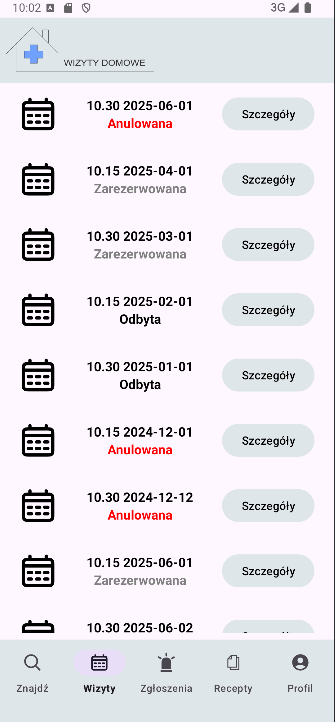 10:02
3G
WIZYTY DOMOWE
10.30 2025-06-01
Anulowana
Szczegóły
10.15 2025-04-01
Zarezerwowana
Szczegóły
10.30 2025-03-01
Zarezerwowana
Szczegóły
10.15 2025-02-01
Odbyta
Szczegóły
10.30 2025-01-01
Odbyta
Szczegóły
10.15 2024-12-01
Anulowana
Szczegóły
10.30 2024-12-12
Anulowana
Szczegóły
10.15 2025-06-01
Zarezerwowana
Szczegóły
10.30 2025-06-02
Znajdź
Wizyty
Zgłoszenia
Recepty
Profil